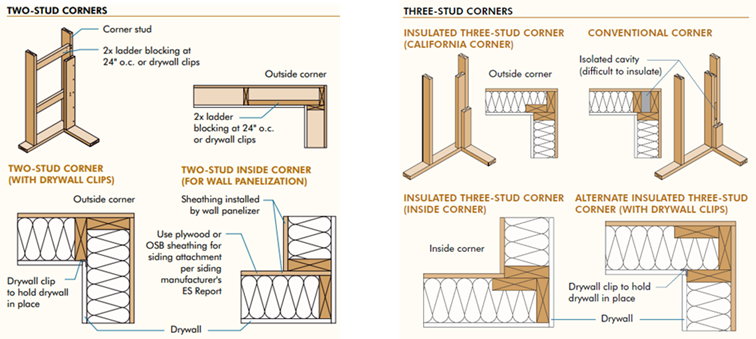 TWO-STUD CORNERS
Corner stud
2x ladder blocking at
24" o.c. or drywall clips
Outside corner
2x ladder
blocking at 24" o.c.
or drywall clips
TWO-STUD CORNER
(WITH DRYWALL CLIPS)
Outside corner
Drywall clip
to hold drywall
in place
TWO-STUD INSIDE CORNER
(FOR WALL PANELIZATION)
Sheathing installed
by wall panelizer
Use plywood or
OSB sheathing for
siding attachment
per siding
manufacturer's
ES Report
Drywall
THREE-STUD CORNERS
INSULATED THREE-STUD CORNER
(CALIFORNIA CORNER)
Outside corner
CONVENTIONAL CORNER
Isolated cavity
(difficult to insulate)
INSULATED THREE-STUD CORNER
(INSIDE CORNER)
Inside corner
ALTERNATE INSULATED THREE-STUD
CORNER (WITH DRYWALL CLIPS)
Drywall clip to hold
drywall in place
Drywall